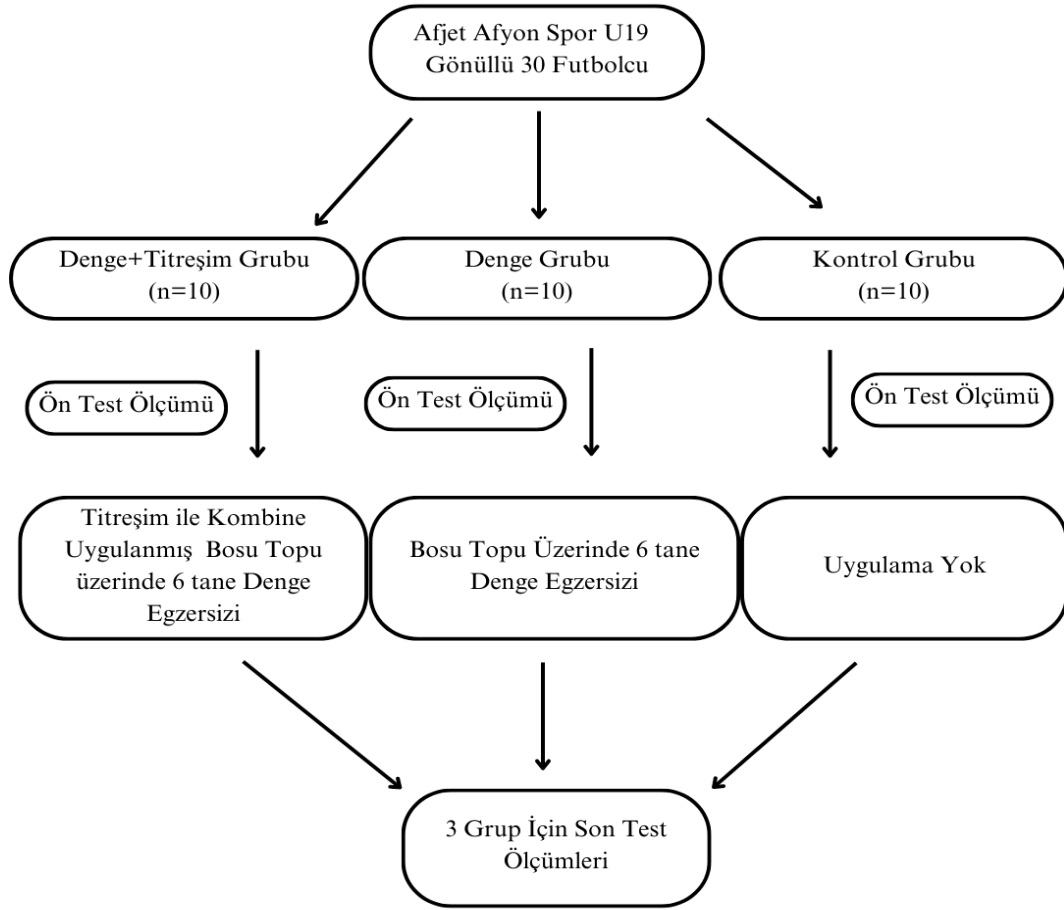 Afjet Afyon Spor U19
Gönüllü 30 Futbolcu
Denge+Titreşim Grubu
(n=10)
Denge Grubu
(n=10)
Kontrol Grubu
(n=10)
Ön Test Ölçümü
Ön Test Ölçümü
Ön Test Ölçümü
Titreşim ile Kombine
Uygulanmış Bosu Topu
üzerinde 6 tane Denge
Egzersizi
Bosu Topu Üzerinde 6 tane
Denge Egzersizi
Uygulama Yok
3 Grup İçin Son Test
Ölçümleri